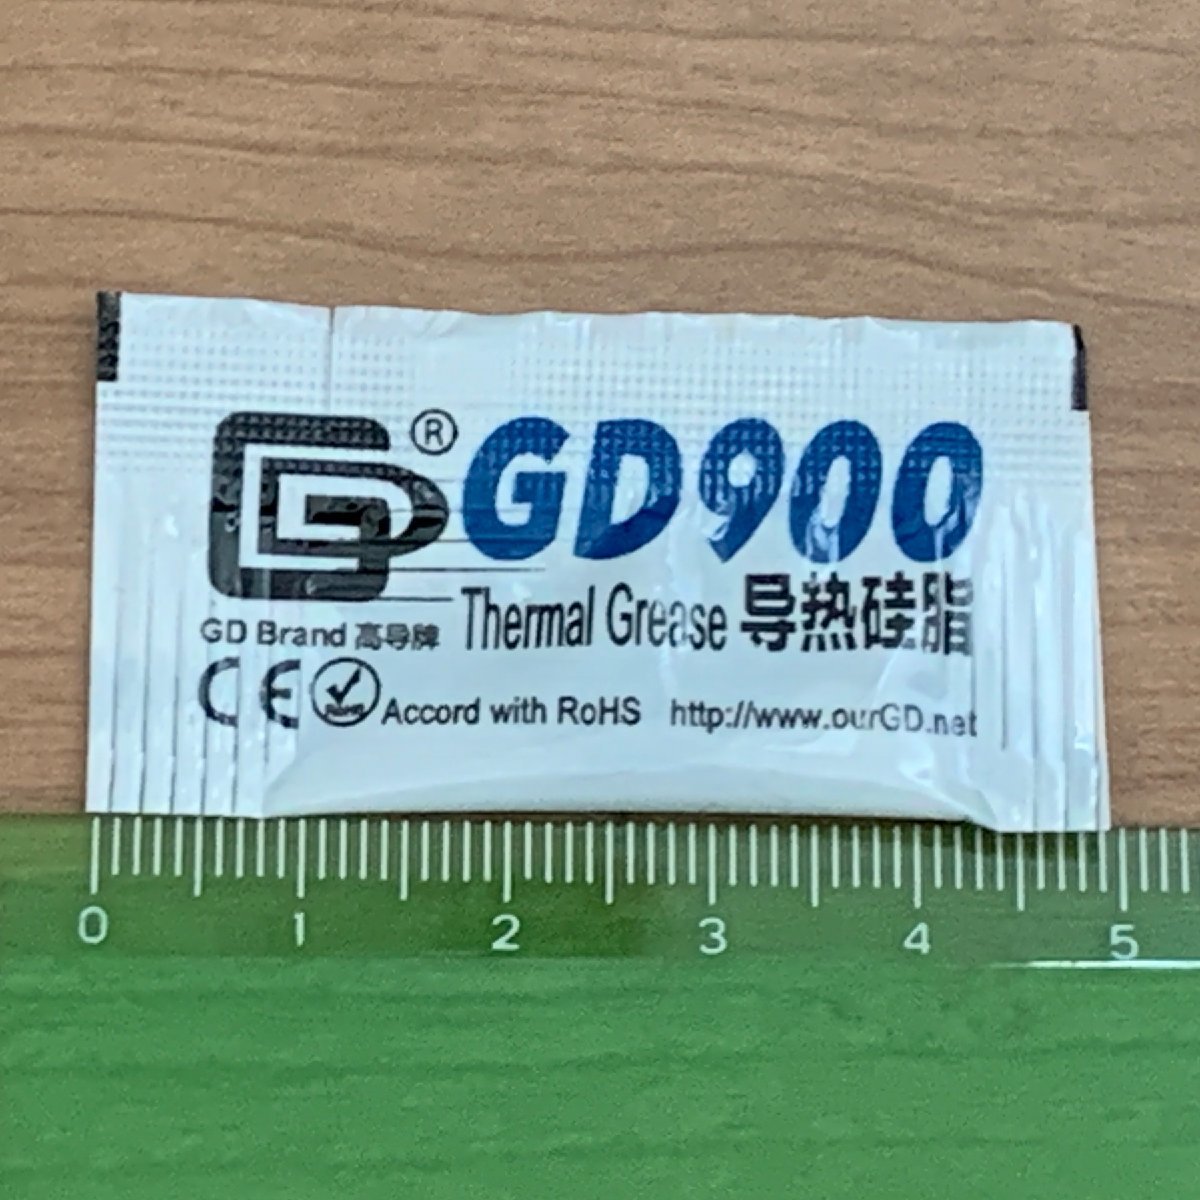 ® GD900
Thermal Grease 导热硅脂
GD Brand 高导牌
CE RoHS Accord with RoHS http://www.ourGD.net
0 1 2 3 4 5